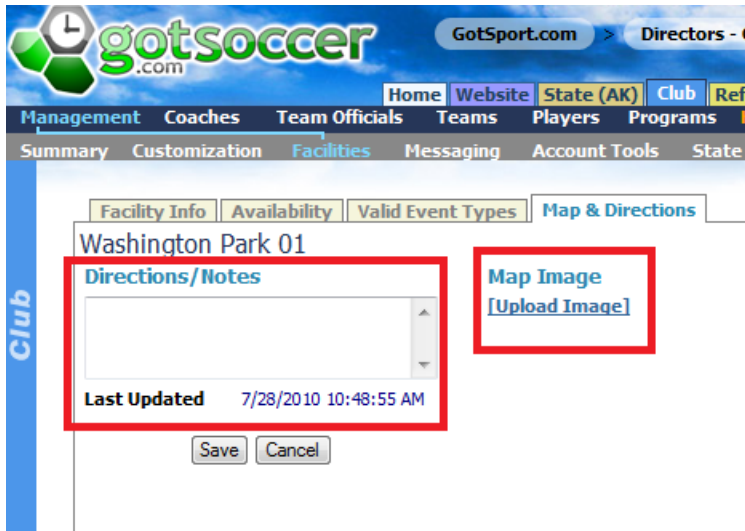 gotsoccer
.com
GotSport.com > Directors -
Home Website State (AK) Club Ref
Management Coaches Team Officials Teams Players Programs
Summary Customization Facilities Messaging Account Tools State
Facility Info Availability Valid Event Types Map & Directions
Washington Park 01
Directions/Notes
Map Image
[Upload Image]
Club
Last Updated 7/28/2010 10:48:55 AM
Save Cancel